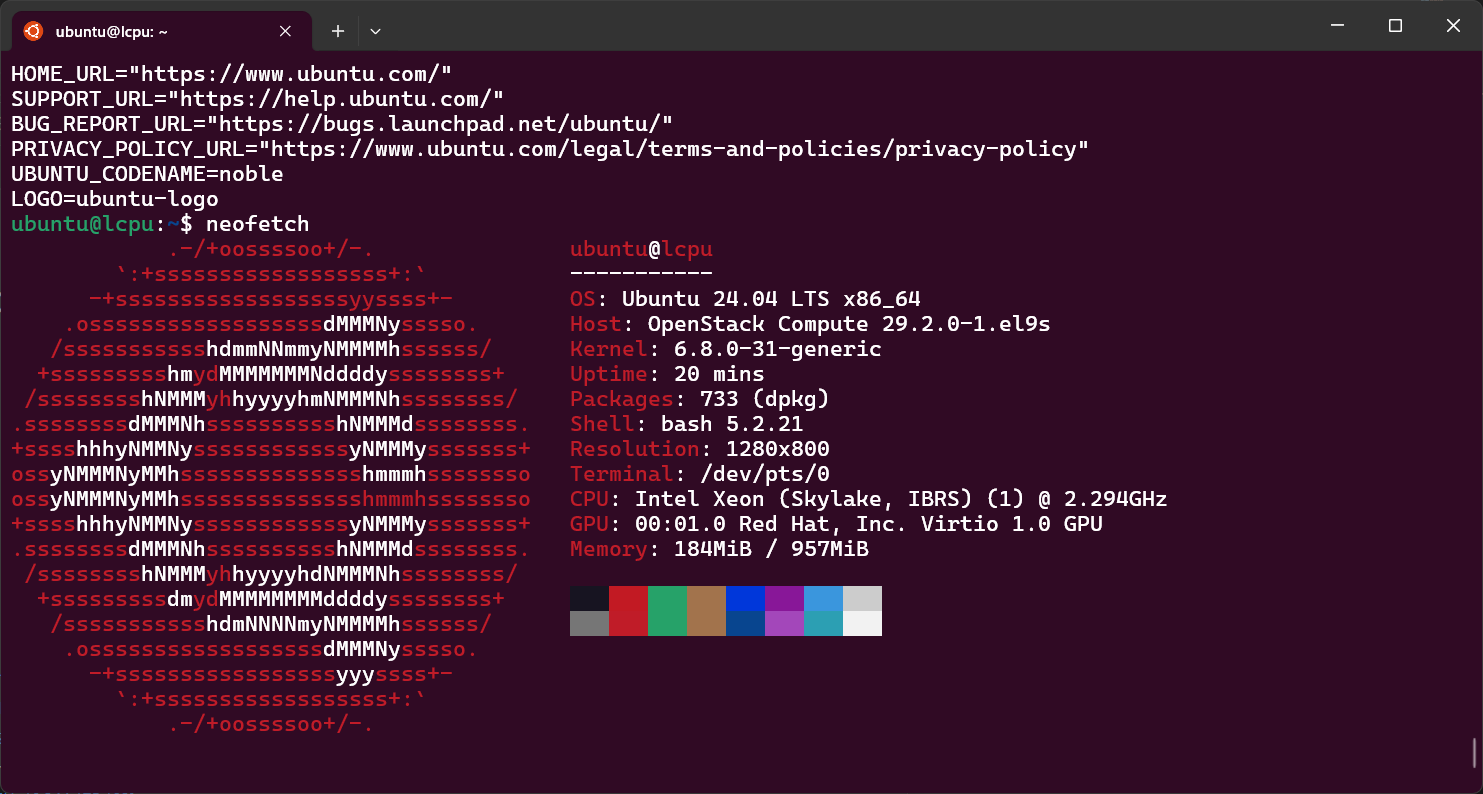 ubuntu@lcpu: ~
HOME_URL="https://www.ubuntu.com/"
SUPPORT_URL="https://help.ubuntu.com/"
BUG_REPORT_URL="https://bugs.launchpad.net/ubuntu/"
PRIVACY_POLICY_URL="https://www.ubuntu.com/legal/terms-and-policies/privacy-policy"
UBUNTU_CODENAME=noble
LOGO=ubuntu-logo
ubuntu@lcpu:~$ neofetch
            .-/+oossssoo+/-.               ubuntu@lcpu
        `:+ssssssssssssssssss+:`           -----------
      -+ssssssssssssssssssyyssss+-         OS: Ubuntu 24.04 LTS x86_64
    .ossssssssssssssssssdMMMNysssso.       Host: OpenStack Compute 29.2.0-1.el9s
   /ssssssssssshdmmNNmmyNMMMMhssssss/      Kernel: 6.8.0-31-generic
  +ssssssssshmydMMMMMMMNddddyssssssss+     Uptime: 20 mins
 /sssssssshNMMMyhhyyyyhmNMMMNhssssssss/    Packages: 733 (dpkg)
.ssssssssdMMMNhsssssssssshNMMMdssssssss.   Shell: bash 5.2.21
+sssshhhyNMMNyssssssssssssyNMMMysssssss+   Resolution: 1280x800
ossyNMMMNyMMhsssssssssssssshmmmhssssssso   Terminal: /dev/pts/0
ossyNMMMNyMMhsssssssssssssshmmmhssssssso   CPU: Intel Xeon (Skylake, IBRS) (1) @ 2.294GHz
+sssshhhyNMMNyssssssssssssyNMMMysssssss+   GPU: 00:01.0 Red Hat, Inc. Virtio 1.0 GPU
.ssssssssdMMMNhsssssssssshNMMMdssssssss.   Memory: 184MiB / 957MiB
 /sssssssshNMMMyhhyyyyhdNMMMNhssssssss/
  +sssssssssdmydMMMMMMMMddddyssssssss+
   /ssssssssssshdmNNNNmyNMMMMhssssss/
    .ossssssssssssssssssdMMMNysssso.
      -+sssssssssssssssssyyyssss+-
        `:+ssssssssssssssssss+:`
            .-/+oossssoo+/-.